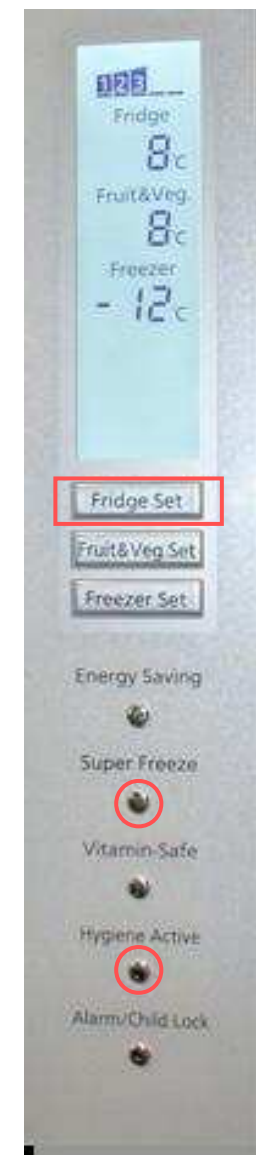 123
Fridge
8°C
Fruit&Veg.
8°C
Freezer
-12°C
Fridge Set
Fruit&Veg Set
Freezer Set
Energy Saving
Super Freeze
Vitamin-Safe
Hygiene Active
Alarm/Child Lock